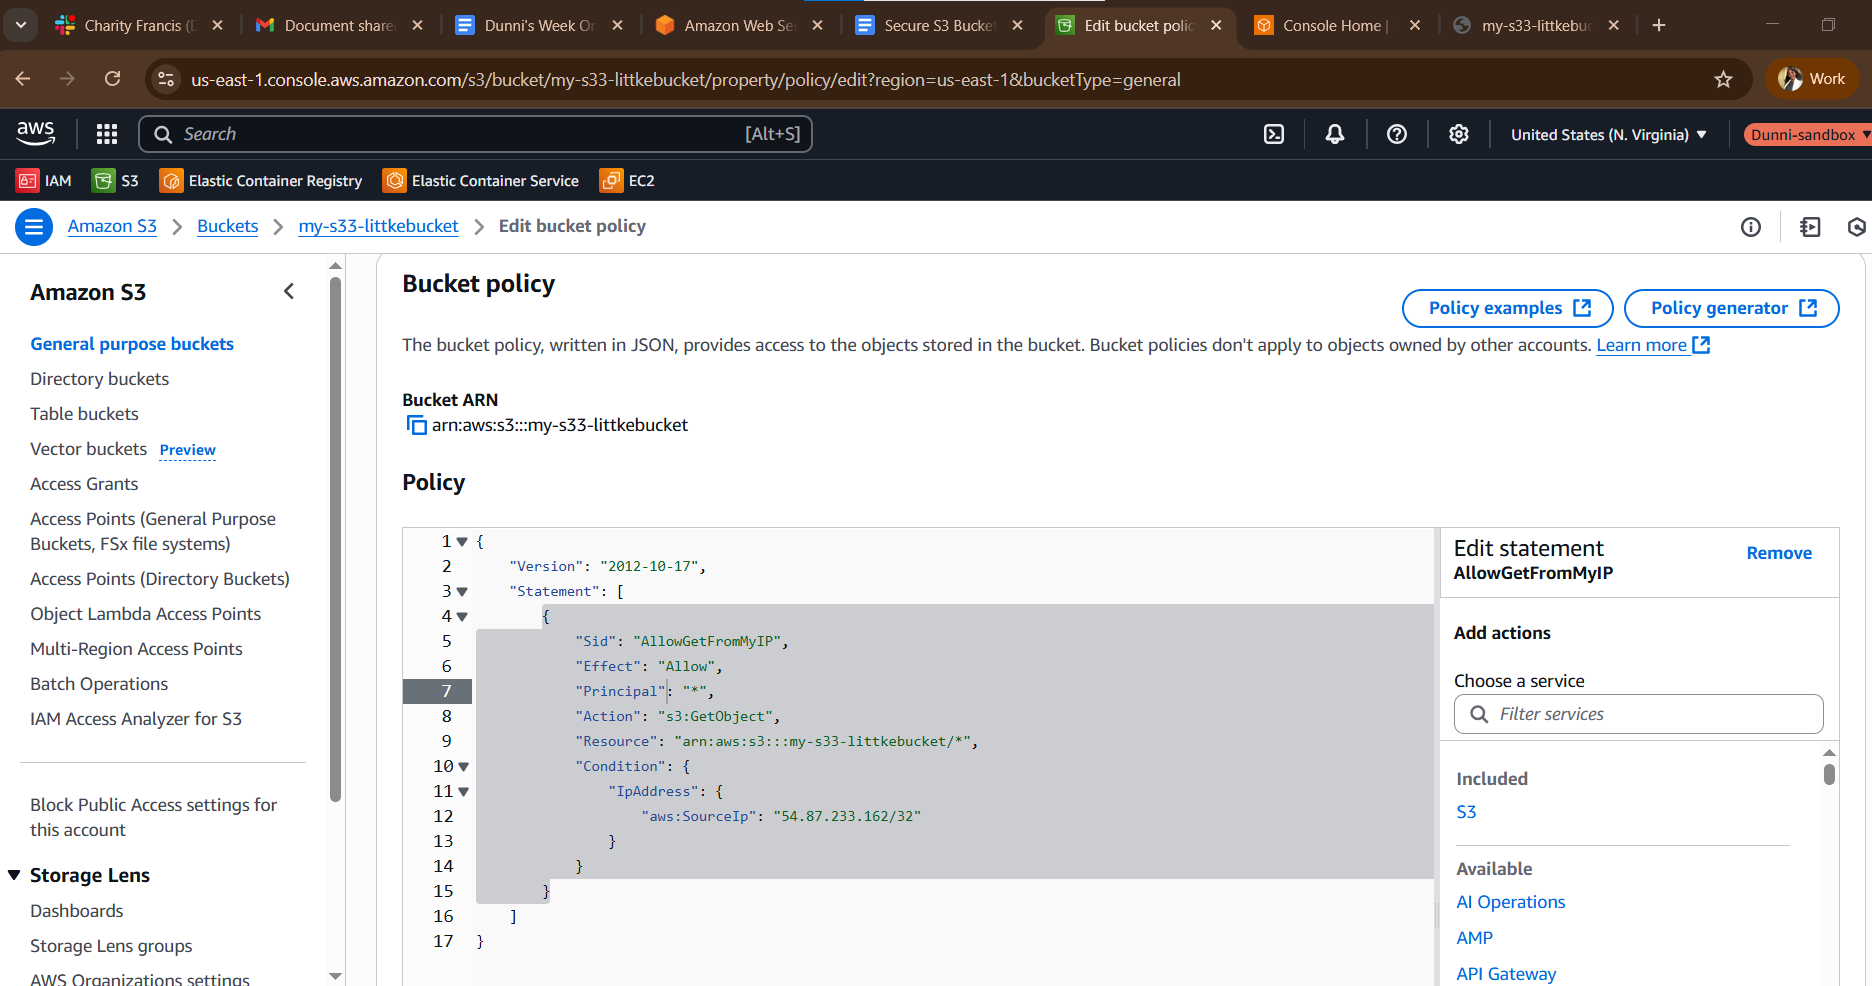 Charity Francis (D
Document share
Dunni's Week On
Amazon Web Ser
Secure S3 Bucket
Edit bucket polic
Console Home |
my-s33-littkebuc
us-east-1.console.aws.amazon.com/s3/bucket/my-s33-littkebucket/property/policy/edit?region=us-east-1&bucketType=general
Work
aws
Search
[Alt+S]
United States (N. Virginia)
Dunni-sandbox
IAM
S3
Elastic Container Registry
Elastic Container Service
EC2
Amazon S3
Buckets
my-s33-littkebucket
Edit bucket policy
Amazon S3
General purpose buckets
Directory buckets
Table buckets
Vector buckets Preview
Access Grants
Access Points (General Purpose
Buckets, FSx file systems)
Access Points (Directory Buckets)
Object Lambda Access Points
Multi-Region Access Points
Batch Operations
IAM Access Analyzer for S3
Block Public Access settings for
this account
Storage Lens
Dashboards
Storage Lens groups
AWS Organizations settings
Bucket policy
Policy examples
Policy generator
The bucket policy, written in JSON, provides access to the objects stored in the bucket. Bucket policies don't apply to objects owned by other accounts. Learn more
Bucket ARN
arn:aws:s3:::my-s33-littkebucket
Policy
1 {
2 "Version": "2012-10-17",
3 "Statement": [
4 {
5 "Sid": "AllowGetFromMyIP",
6 "Effect": "Allow",
7 "Principal": "*",
8 "Action": "s3:GetObject",
9 "Resource": "arn:aws:s3:::my-s33-littkebucket/*",
10 "Condition": {
11 "IpAddress": {
12 "aws:SourceIp": "54.87.233.162/32"
13 }
14 }
15 }
16 ]
17 }
Edit statement
Remove
AllowGetFromMyIP
Add actions
Choose a service
Filter services
Included
S3
Available
AI Operations
AMP
API Gateway